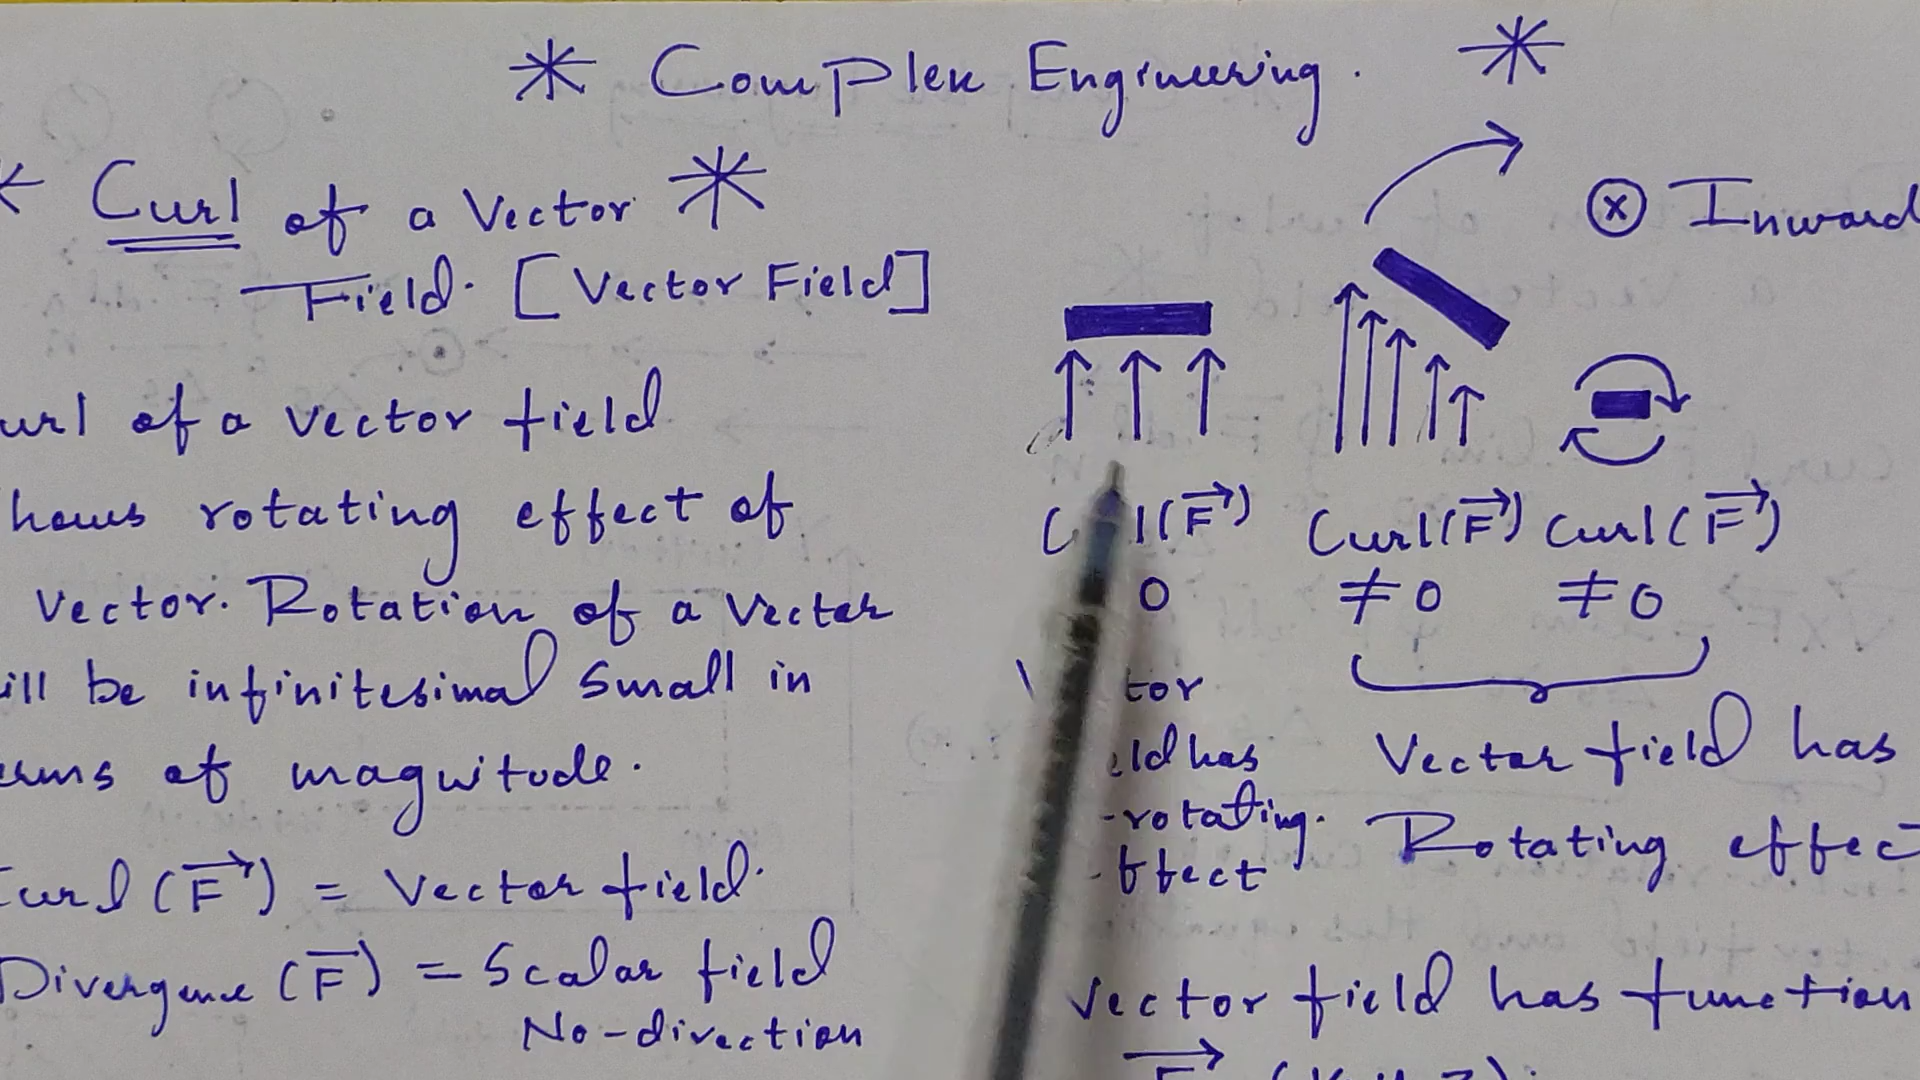 * Complex Engineering. *
* Curl of a Vector *
Field. [Vector Field]
url of a vector field
hows rotating effect of
Vector. Rotation of a vector
ill be infinitesimal small in
erms of magnitude.
Curl (F) = Vector field.
Divergence (F) = Scalar field
No-direction
⊗ Inward
l(F) Curl(F) Curl(F)
0 ≠0 ≠0
tor
ld has
-rotating.
effect
Vector field has
Rotating effec
Vector field has function